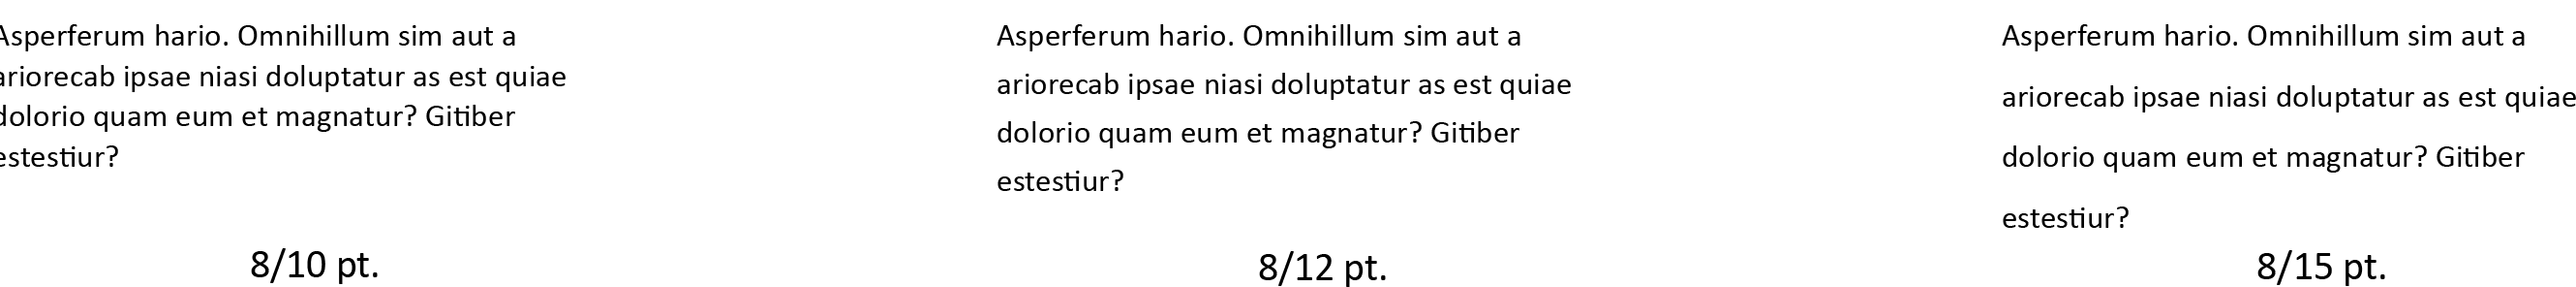 Asperferum hario. Omnihillum sim aut a
ariorecab ipsae niasi doluptatur as est quiae
dolorio quam eum et magnatur? Gitiber
estestiur?
8/10 pt.
Asperferum hario. Omnihillum sim aut a
ariorecab ipsae niasi doluptatur as est quiae
dolorio quam eum et magnatur? Gitiber
estestiur?
8/12 pt.
Asperferum hario. Omnihillum sim aut a
ariorecab ipsae niasi doluptatur as est quiae
dolorio quam eum et magnatur? Gitiber
estestiur?
8/15 pt.